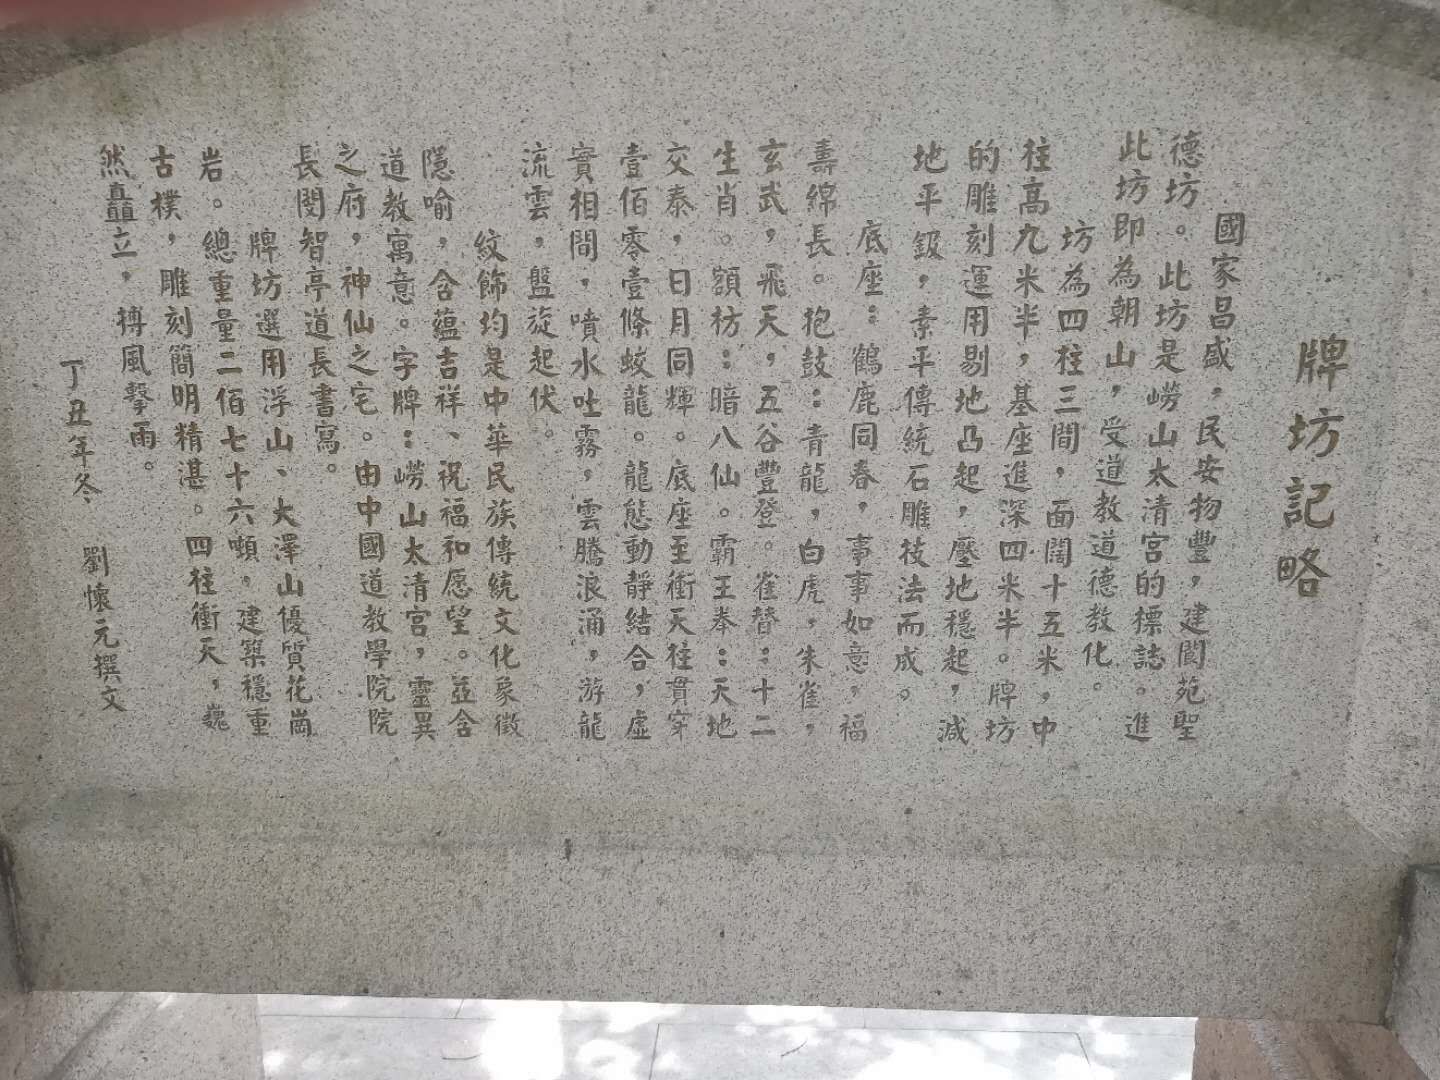 牌坊記略
國家昌盛，民安物豐，建閬苑聖
德坊。此坊是嶗山太清宮的標誌。進
此坊即為朝山，受道教道德教化。
坊為四柱三間，面闊十五米，中
柱高九米半，基座進深四米半。牌坊
的雕刻運用剔地凸起，壓地穩起，減
地平鈒，素平傳統石雕技法而成。
底座：鶴鹿同春，事事如意，福
壽綿長。抱鼓：青龍，白虎，朱雀，
玄武，飛天，五谷豐登。雀替：十二
生肖。額枋：暗八仙。霸王拳：天地
交泰，日月同輝。底座至衝天柱貫穿
壹佰零壹條蛟龍。龍態動靜結合，虛
實相間，噴水吐霧，雲騰浪涌，游龍
流雲，盤旋起伏。
紋飾均是中華民族傳統文化象徵
隱喻，含蘊吉祥、祝福和愿望。並含
道教寓意。字牌：嶗山太清宮，靈異
之府，神仙之宅。由中國道教學院院
長閔智亭道長書寫。
牌坊選用浮山、大澤山優質花崗
岩。總重量二佰七十六噸。建築穩重
古樸，雕刻簡明精湛。四柱衝天，巍
然矗立，搏風擊雨。
丁丑年冬 劉懷元撰文